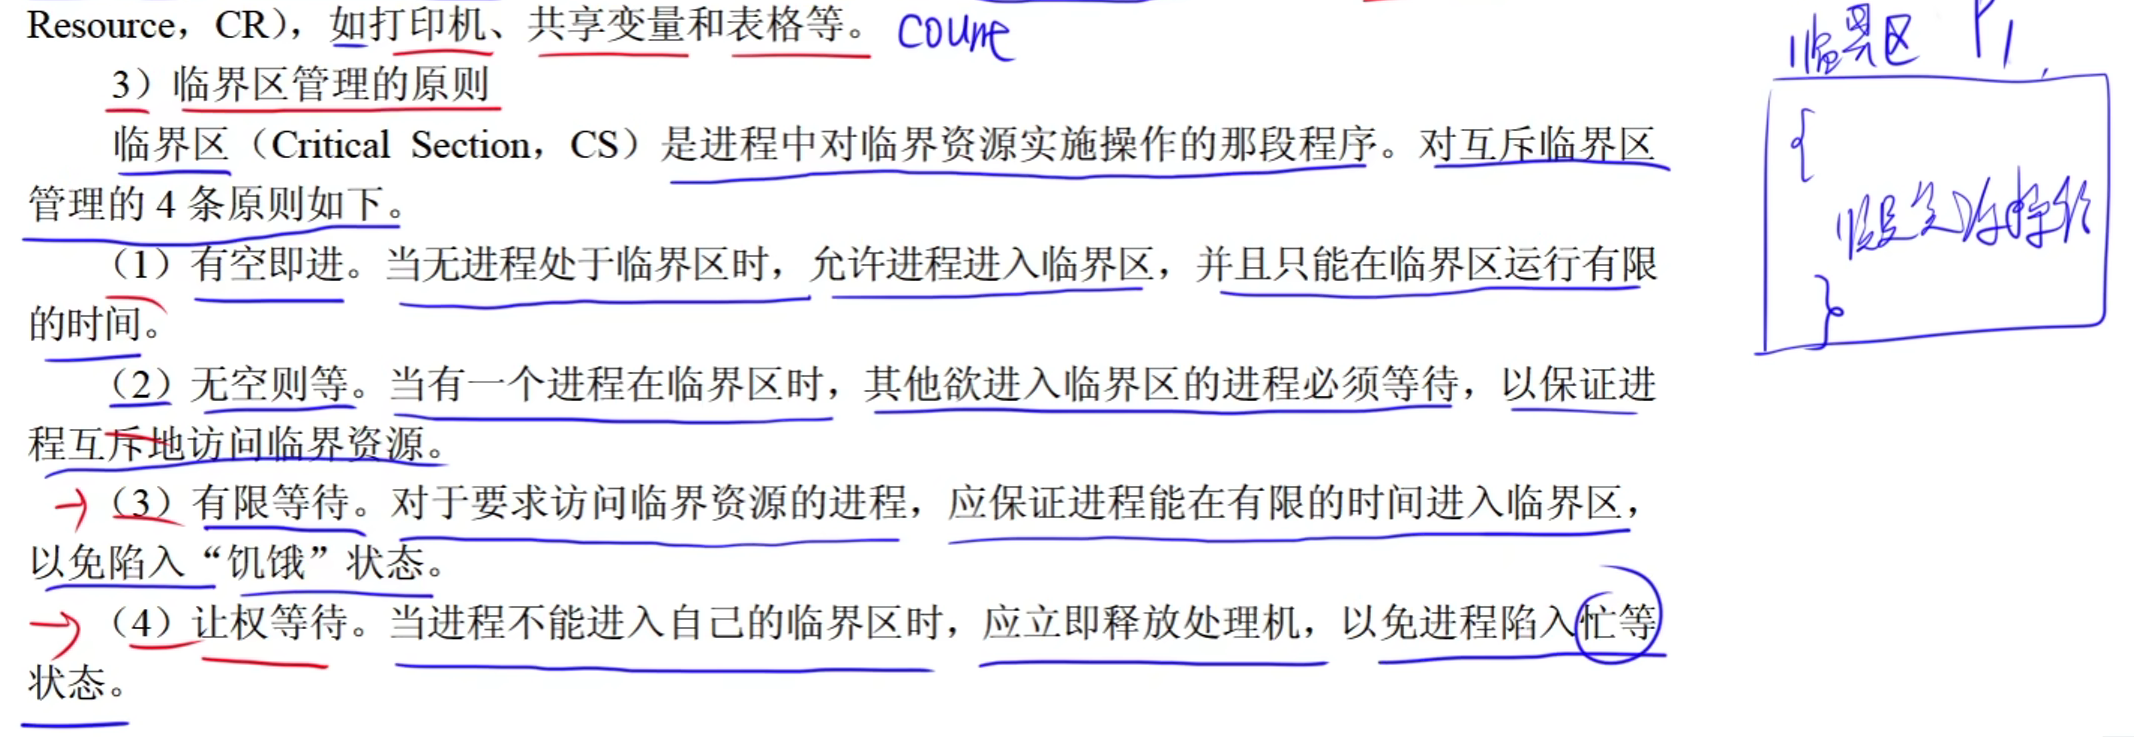 Resource，CR），如打印机、共享变量和表格等。 count
3）临界区管理的原则
临界区（Critical Section，CS）是进程中对临界资源实施操作的那段程序。对互斥临界区
管理的 4 条原则如下。
（1）有空即进。当无进程处于临界区时，允许进程进入临界区，并且只能在临界区运行有限
的时间。
（2）无空则等。当有一个进程在临界区时，其他欲进入临界区的进程必须等待，以保证进
程互斥地访问临界资源。
（3）有限等待。对于要求访问临界资源的进程，应保证进程能在有限的时间进入临界区，
以免陷入“饥饿”状态。
（4）让权等待。当进程不能进入自己的临界区时，应立即释放处理机，以免进程陷入忙等
状态。
临界区 P1
{
}